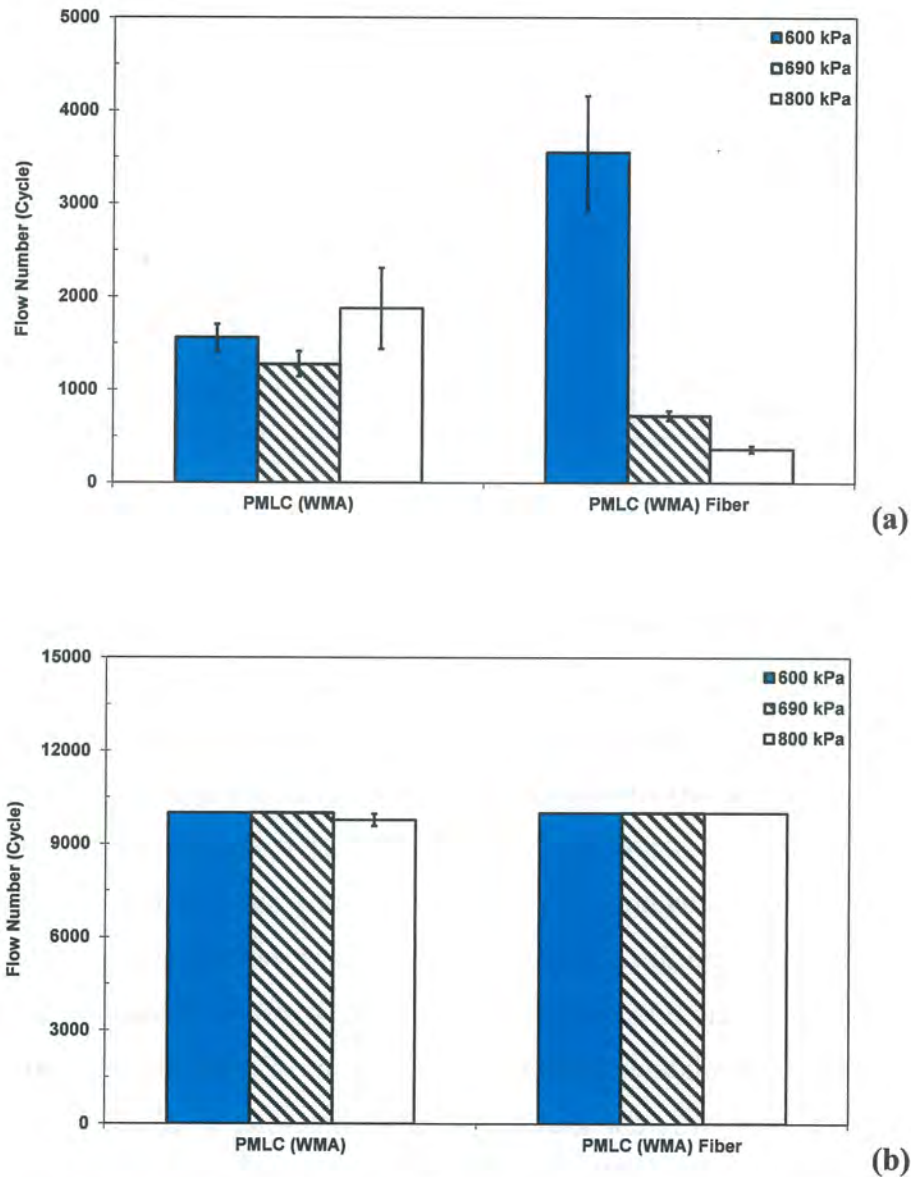 5000
4000
3000
2000
1000
0
Flow Number (Cycle)
600 kPa
690 kPa
800 kPa
PMLC (WMA)
PMLC (WMA) Fiber
(a)
15000
12000
9000
6000
3000
0
Flow Number (Cycle)
600 kPa
690 kPa
800 kPa
PMLC (WMA)
PMLC (WMA) Fiber
(b)